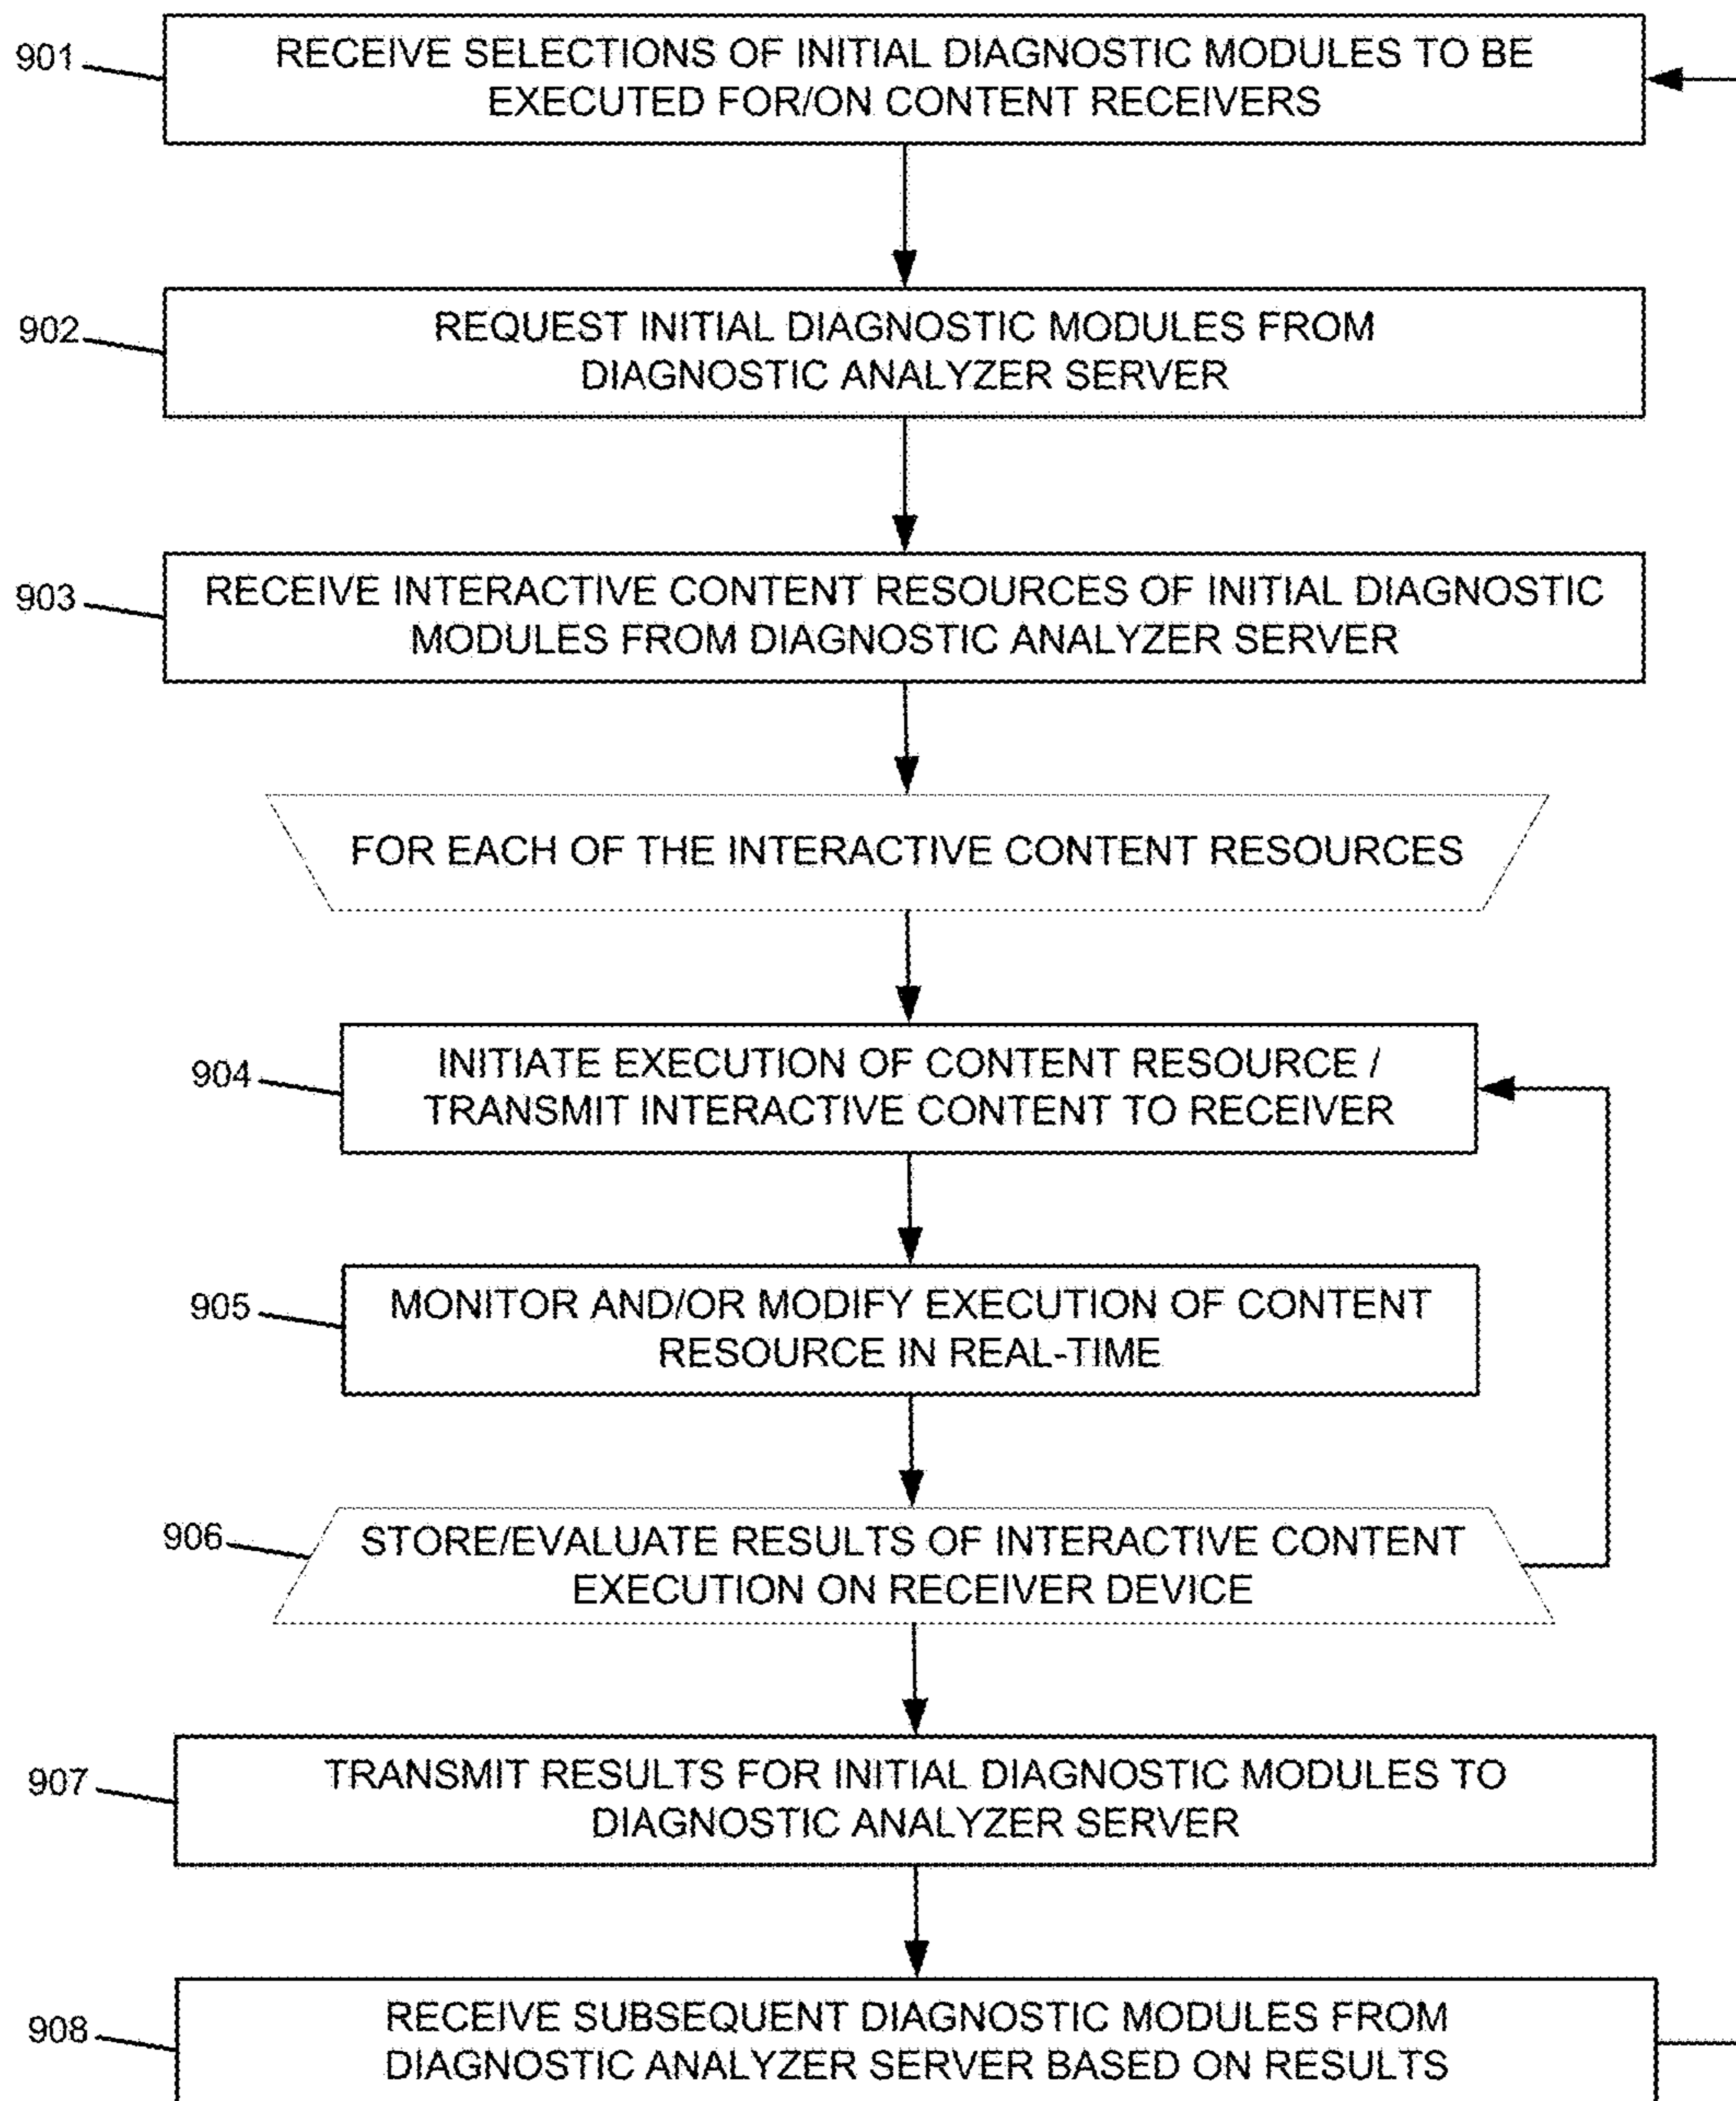 901
RECEIVE SELECTIONS OF INITIAL DIAGNOSTIC MODULES TO BE
EXECUTED FOR/ON CONTENT RECEIVERS
902
REQUEST INITIAL DIAGNOSTIC MODULES FROM
DIAGNOSTIC ANALYZER SERVER
903
RECEIVE INTERACTIVE CONTENT RESOURCES OF INITIAL DIAGNOSTIC
MODULES FROM DIAGNOSTIC ANALYZER SERVER
FOR EACH OF THE INTERACTIVE CONTENT RESOURCES
904
INITIATE EXECUTION OF CONTENT RESOURCE /
TRANSMIT INTERACTIVE CONTENT TO RECEIVER
905
MONITOR AND/OR MODIFY EXECUTION OF CONTENT
RESOURCE IN REAL-TIME
906
STORE/EVALUATE RESULTS OF INTERACTIVE CONTENT
EXECUTION ON RECEIVER DEVICE
907
TRANSMIT RESULTS FOR INITIAL DIAGNOSTIC MODULES TO
DIAGNOSTIC ANALYZER SERVER
908
RECEIVE SUBSEQUENT DIAGNOSTIC MODULES FROM
DIAGNOSTIC ANALYZER SERVER BASED ON RESULTS